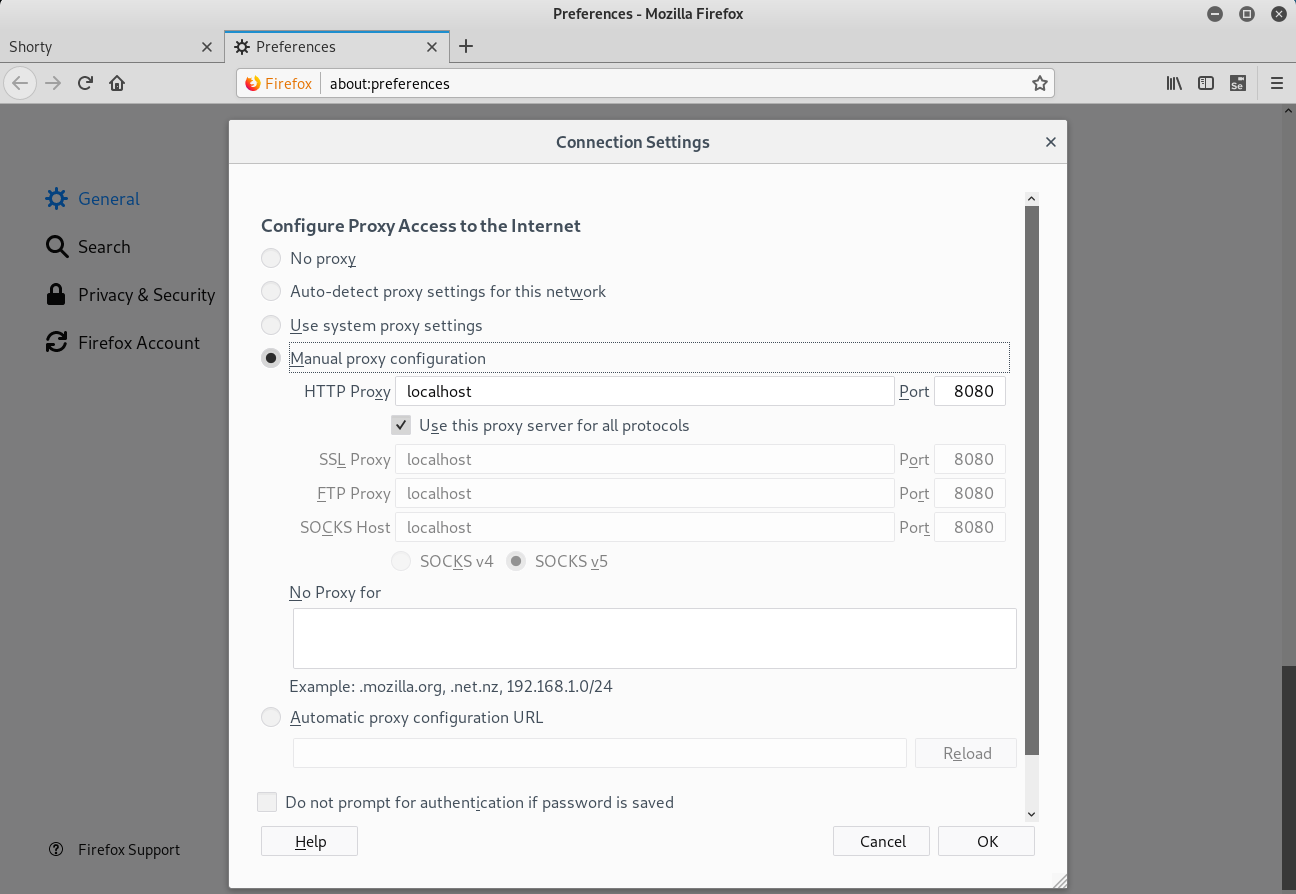 Preferences - Mozilla Firefox
Shorty
Preferences
Firefox
about:preferences
Se
Connection Settings
General
Search
Privacy & Security
Firefox Account
Configure Proxy Access to the Internet
No proxy
Auto-detect proxy settings for this network
Use system proxy settings
Manual proxy configuration
HTTP Proxy localhost Port 8080
Use this proxy server for all protocols
SSL Proxy localhost Port 8080
FTP Proxy localhost Port 8080
SOCKS Host localhost Port 8080
SOCKS v4 SOCKS v5
No Proxy for
Example: .mozilla.org, .net.nz, 192.168.1.0/24
Automatic proxy configuration URL
Reload
Do not prompt for authentication if password is saved
Help Cancel OK
Firefox Support